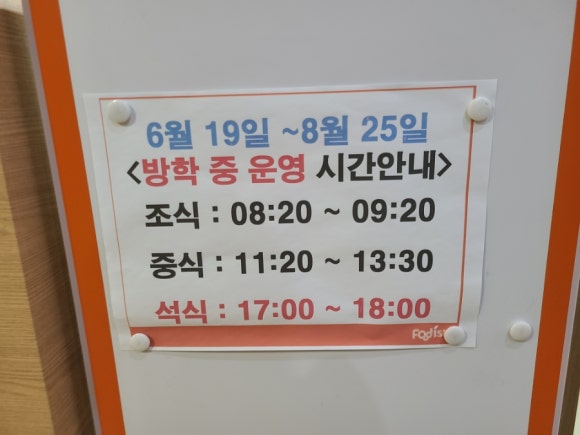 6월 19일 ~8월 25일
<방학 중 운영 시간안내>
조식 : 08:20 ~ 09:20
중식 : 11:20 ~ 13:30
석식 : 17:00 ~ 18:00